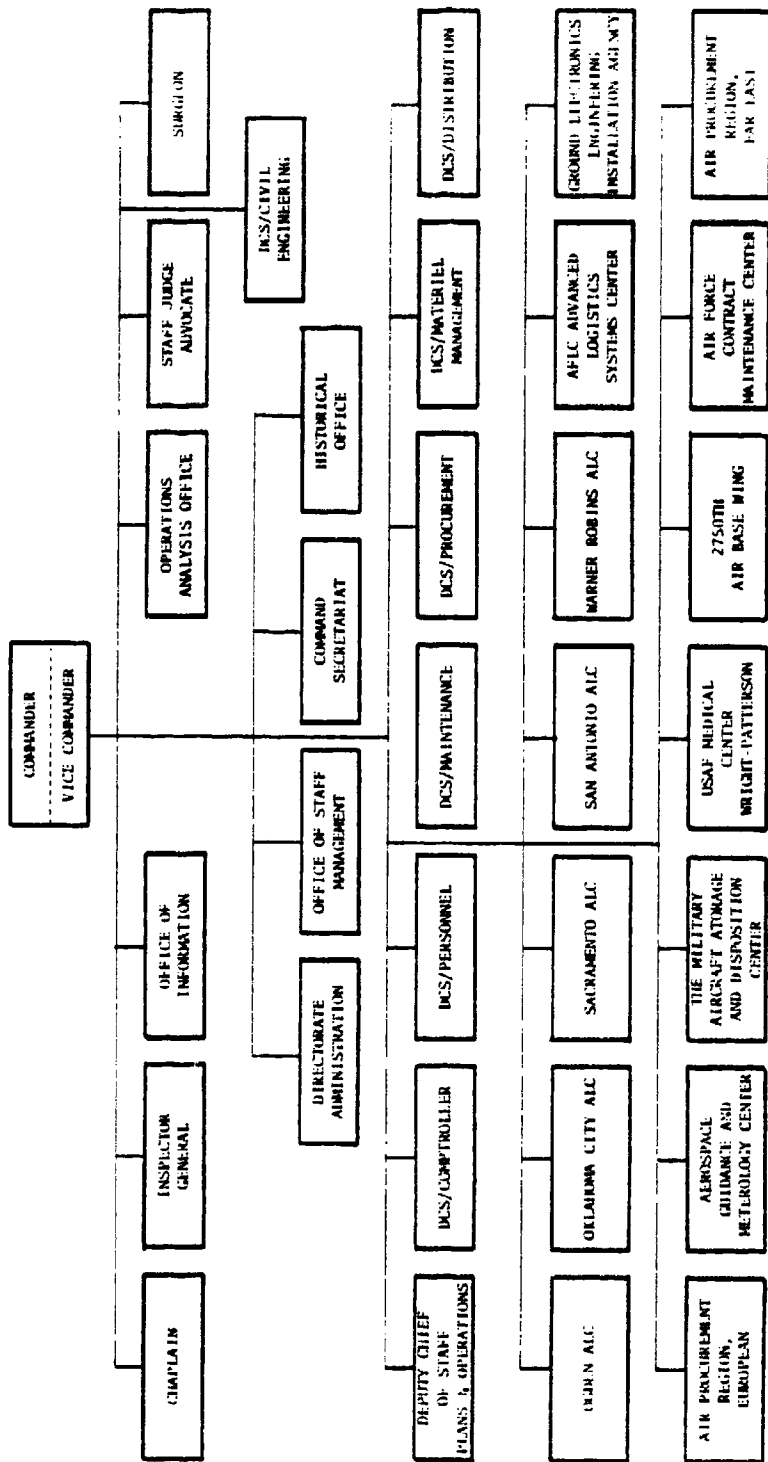 COMMANDER
VICE COMMANDER
CHAPLAIN
INSPECTOR
GENERAL
OFFICE OF
INFORMATION
OPERATIONS
ANALYSIS OFFICE
STAFF JUDGE
ADVOCATE
SURGEON
DIRECTORATE
ADMINISTRATION
OFFICE OF STAFF
MANAGEMENT
COMMAND
SECRETARIAT
HISTORICAL
OFFICE
DCS/CIVIL
ENGINEERING
DEPUTY CHIEF
OF STAFF
PLANS & OPERATIONS
DCS/COMPTROLLER
DCS/PERSONNEL
DCS/MAINTENANCE
DCS/PROCUREMENT
DCS/MATERIEL
MANAGEMENT
DCS/DISTRIBUTION
OGDEN ALC
OKLAHOMA CITY ALC
SACRAMENTO ALC
SAN ANTONIO ALC
WARNER ROBINS ALC
AFLC ADVANCED
LOGISTICS
SYSTEMS CENTER
GROUND ELECTRONICS
ENGINEERING
INSTALLATION AGENCY
AIR PROCUREMENT
REGION,
EUROPEAN
AEROSPACE
GUIDANCE AND
METEROLOGY CENTER
THE MILITARY
AIRCRAFT ATORAGE
AND DISPOSITION
CENTER
USAF MEDICAL
CENTER
WRIGHT-PATTERSON
2750TH
AIR BASE WING
AIR FORCE
CONTRACT
MAINTENANCE CENTER
AIR PROCUREMENT
REGION,
FAR EAST